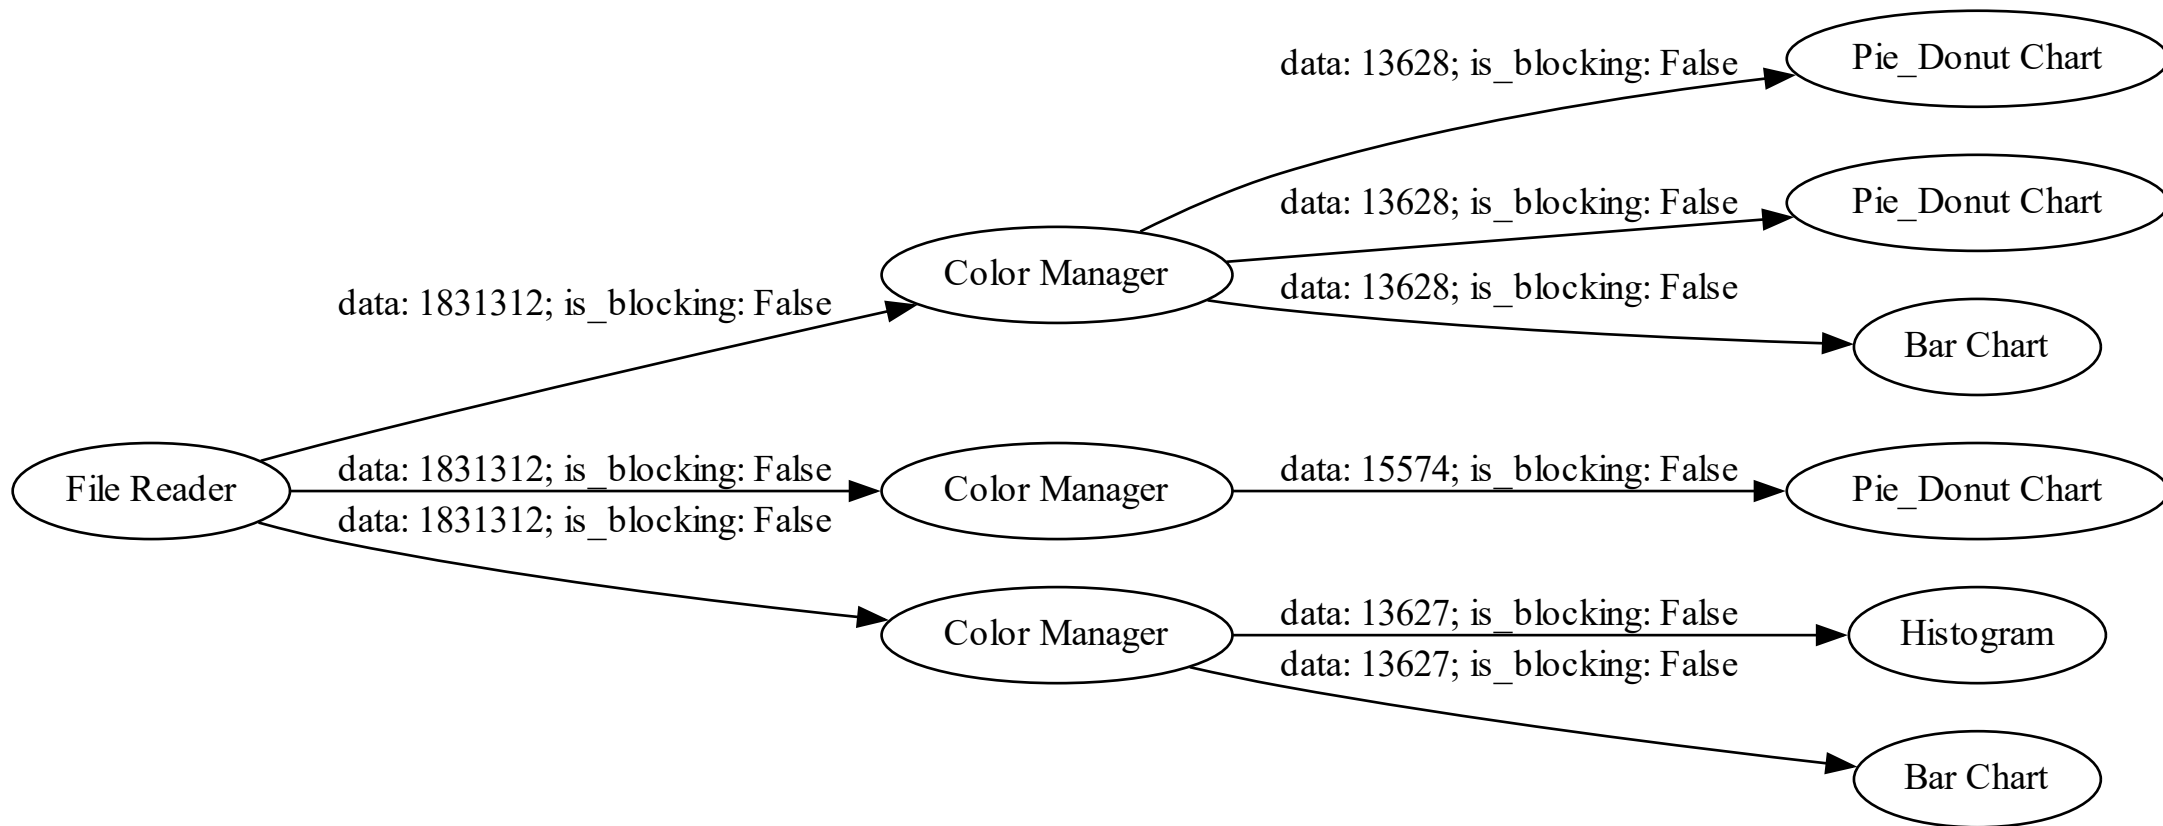 data: 13628; is_blocking: False
Pie_Donut Chart
data: 13628; is_blocking: False
Pie_Donut Chart
Color Manager
data: 13628; is_blocking: False
data: 1831312; is_blocking: False
Bar Chart
data: 1831312; is_blocking: False
data: 15574; is_blocking: False
File Reader
Color Manager
Pie_Donut Chart
data: 1831312; is_blocking: False
data: 13627; is_blocking: False
Color Manager
Histogram
data: 13627; is_blocking: False
Bar Chart